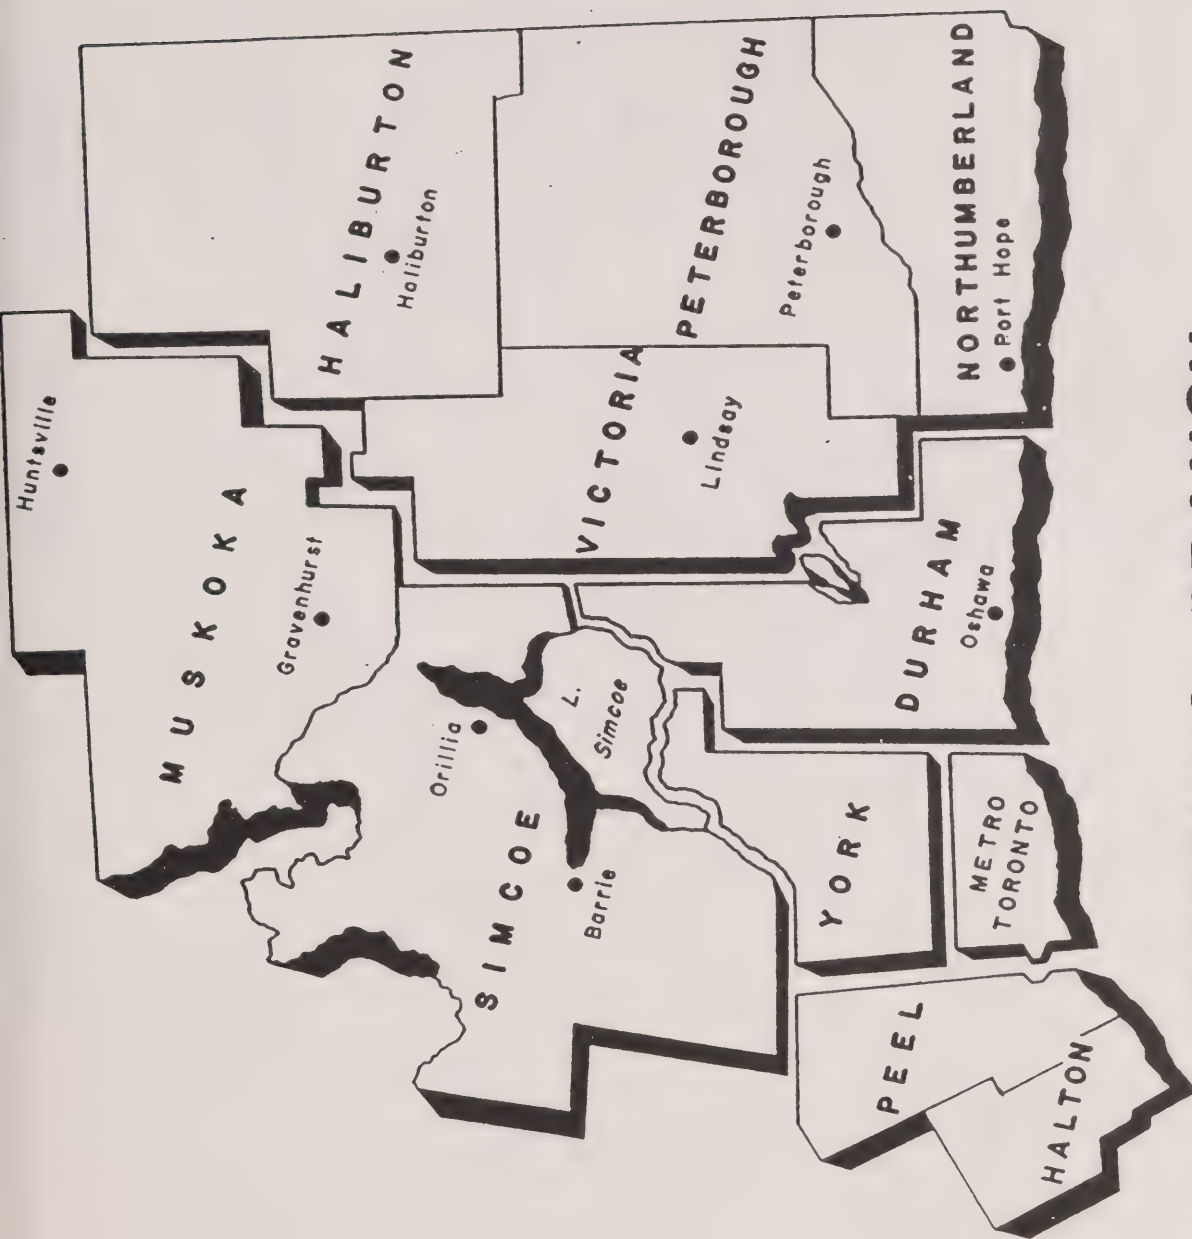 Huntsville
MUSKOKA
Gravenhurst
HALIBURTON
Haliburton
VICTORIA
Lindsay
PETERBOROUGH
Peterborough
NORTHUMBERLAND
Port Hope
Orillia
L.
Simcoe
SIMCOE
Barrie
DURHAM
Oshawa
YORK
METRO
TORONTO
PEEL
HALTON